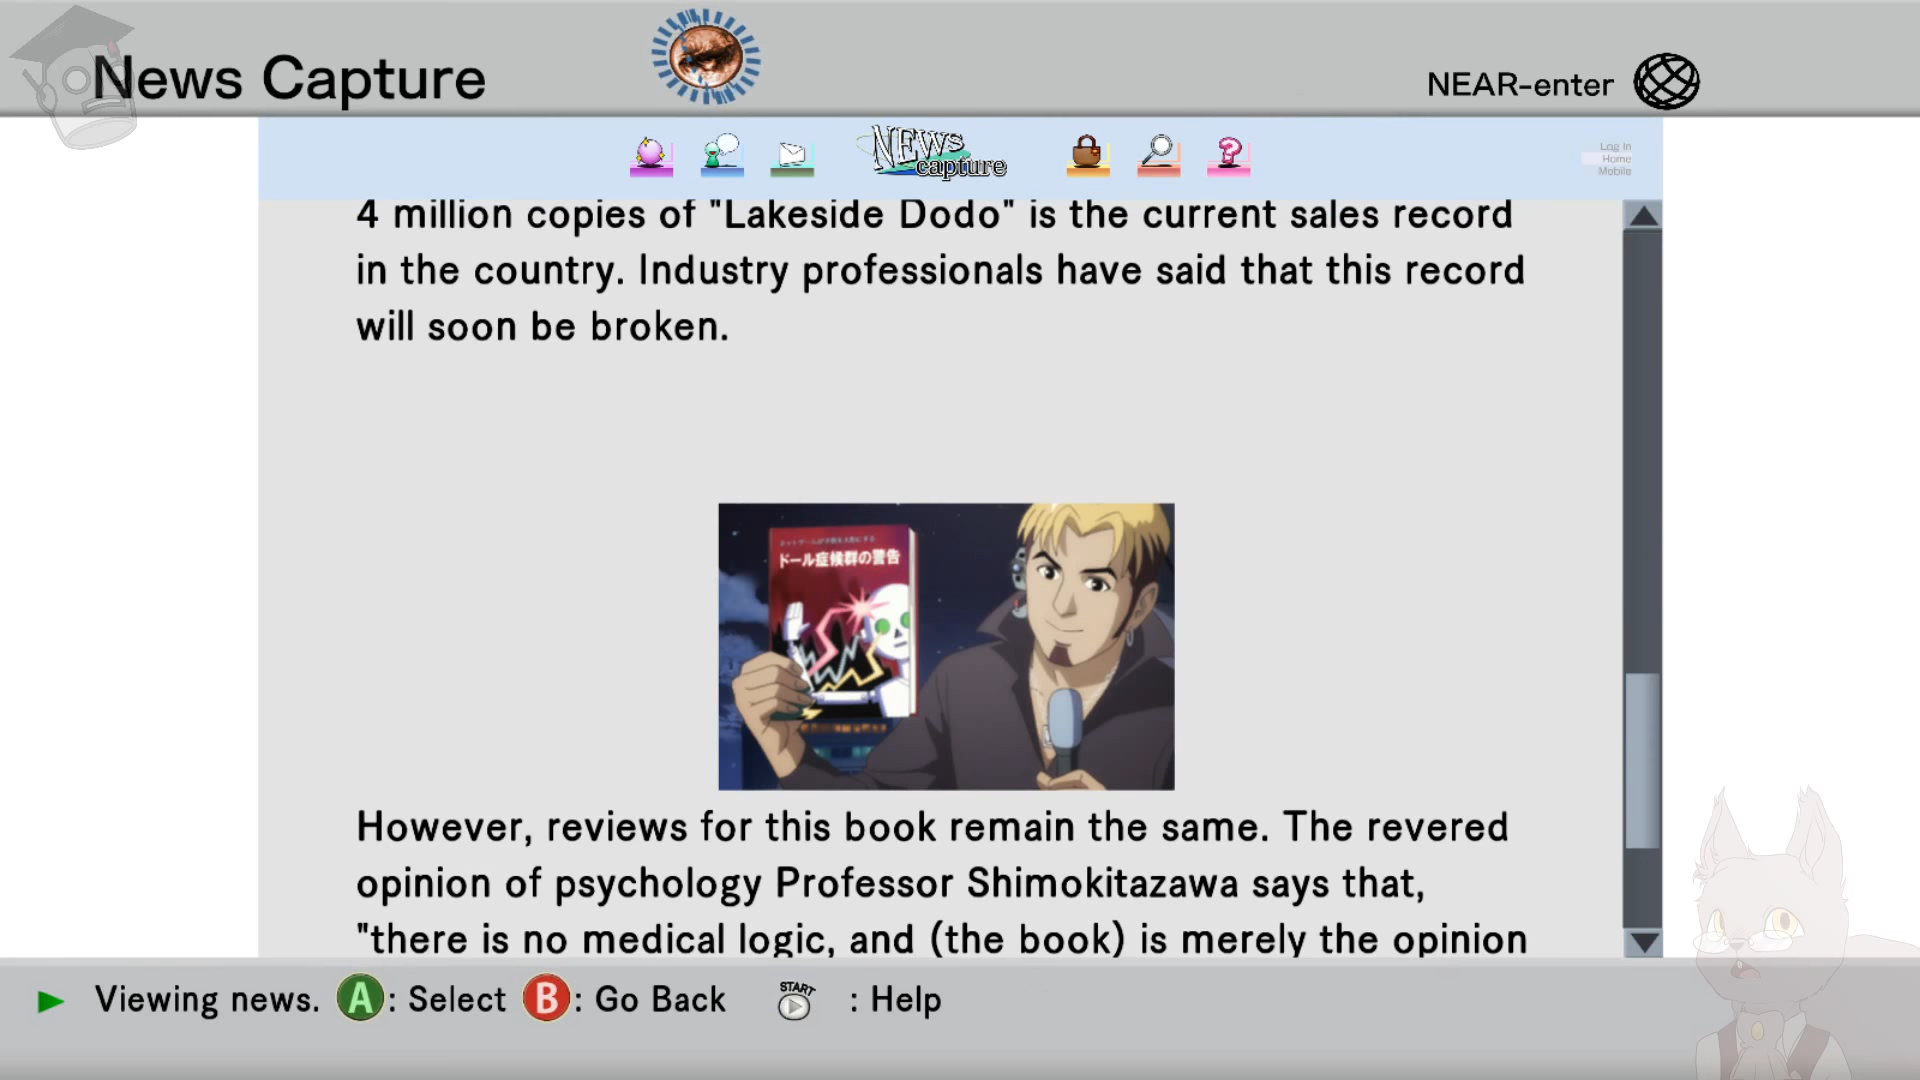 News Capture
NEAR-enter
NEWS
capture
Log In
Home
Mobile
4 million copies of "Lakeside Dodo" is the current sales record
in the country. Industry professionals have said that this record
will soon be broken.
ドール症候群の警告
However, reviews for this book remain the same. The revered
opinion of psychology Professor Shimokitazawa says that,
"there is no medical logic, and (the book) is merely the opinion
Viewing news. A : Select B : Go Back START : Help